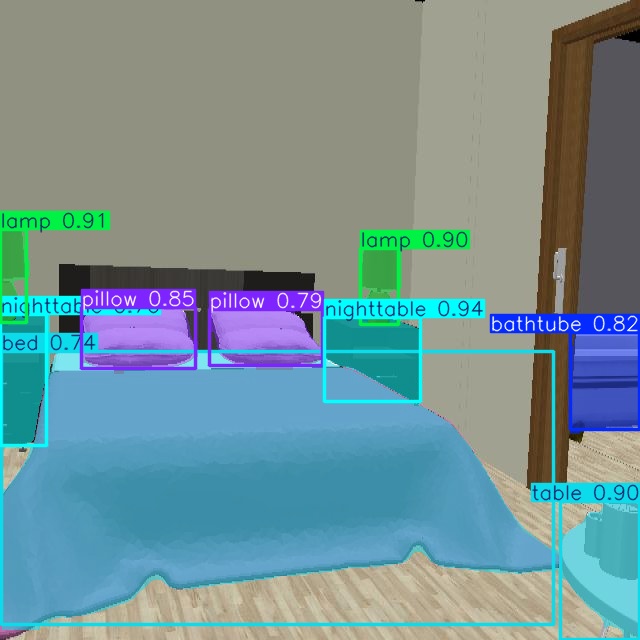 lamp 0.91
lamp 0.90
pillow 0.85
pillow 0.79
nighttable 0.94
bathtube 0.82
bed 0.74
table 0.90